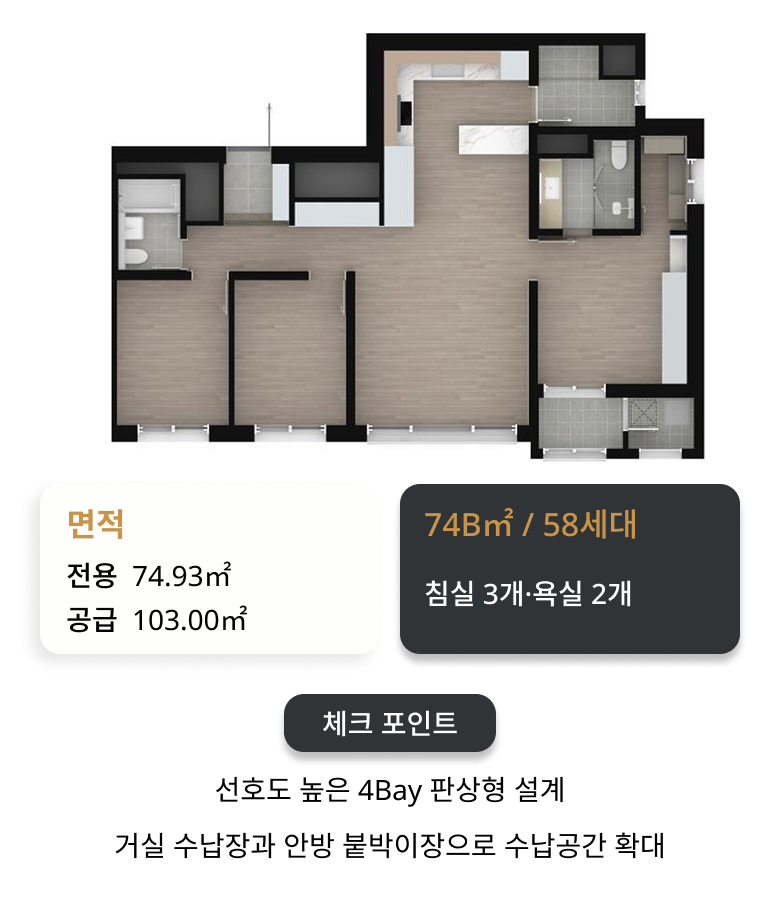 면적
전용 74.93㎡
공급 103.00㎡
74B㎡ / 58세대
침실 3개·욕실 2개
체크 포인트
선호도 높은 4Bay 판상형 설계
거실 수납장과 안방 붙박이장으로 수납공간 확대